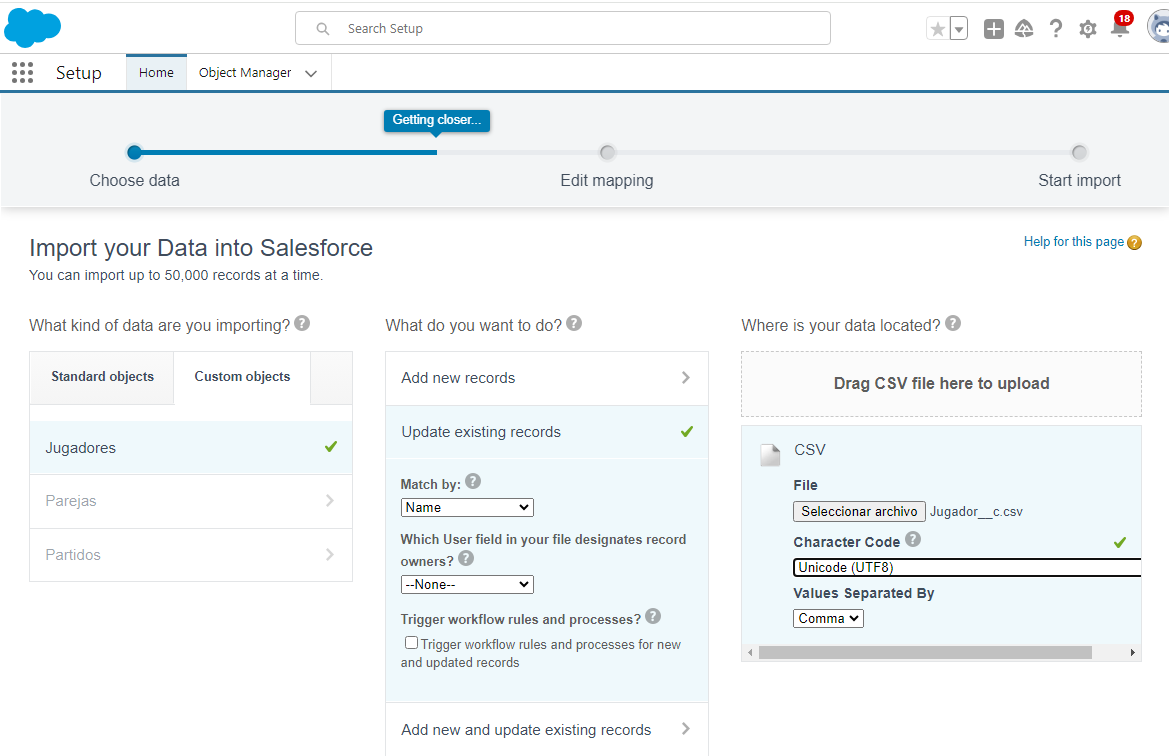 Search Setup
18
Setup
Home
Object Manager
Getting closer...
Choose data
Edit mapping
Start import
Import your Data into Salesforce
Help for this page
?
You can import up to 50,000 records at a time.
What kind of data are you importing? ?
Standard objects
Custom objects
Jugadores
Parejas
Partidos
What do you want to do? ?
Add new records
Update existing records
Match by: ?
Name
Which User field in your file designates record
owners? ?
--None--
Trigger workflow rules and processes? ?
Trigger workflow rules and processes for new
and updated records
Add new and update existing records
Where is your data located? ?
Drag CSV file here to upload
CSV
File
Seleccionar archivo Jugador__c.csv
Character Code ?
Unicode (UTF8)
Values Separated By
Comma